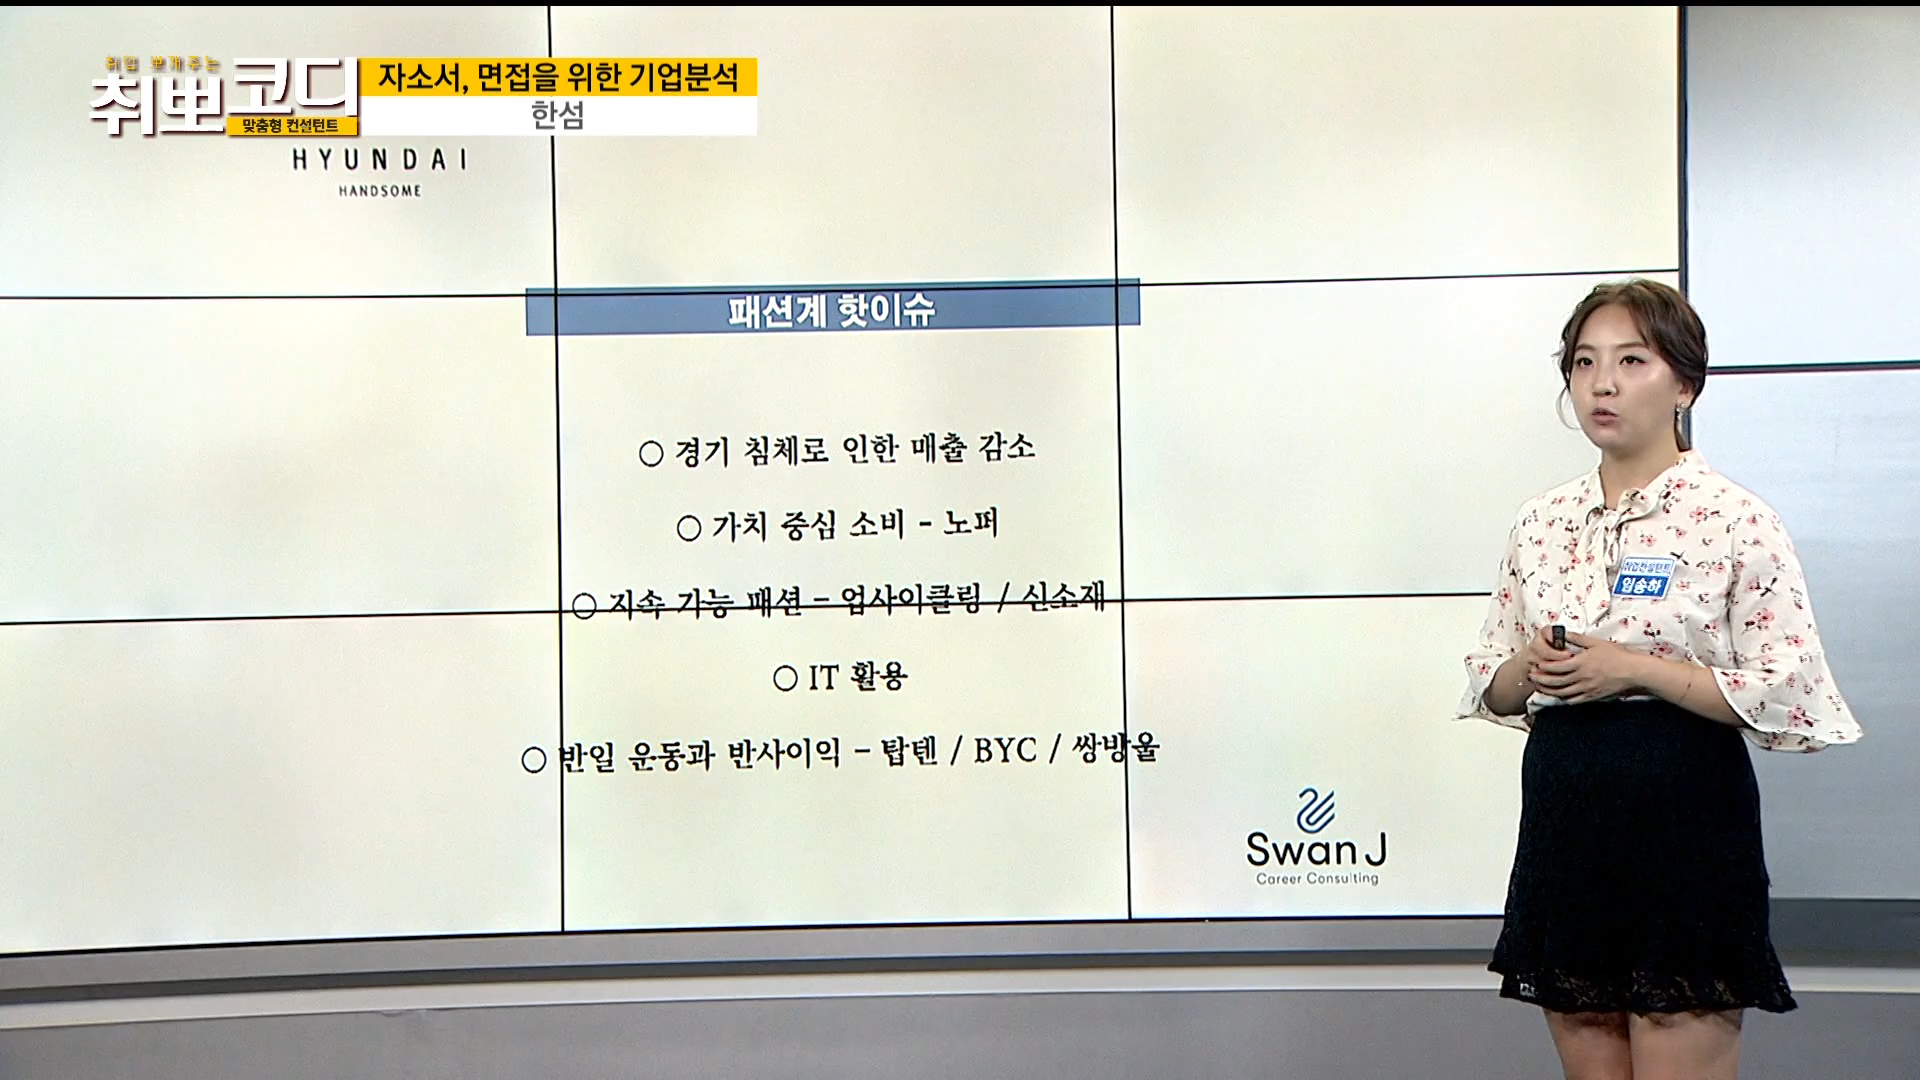 취업 뽀개주는
취뽀코디
맞춤형 컨설턴트
자소서, 면접을 위한 기업분석
한섬
HYUNDAI
HANDSOME
패션계 핫이슈
○ 경기 침체로 인한 매출 감소
○ 가치 중심 소비 - 노퍼
○ 지속 가능 패션 - 업사이클링 / 신소재
○ IT 활용
○ 반일 운동과 반사이익 - 탑텐 / BYC / 쌍방울
취업컨설턴트
임송하
Swan J
Career Consulting